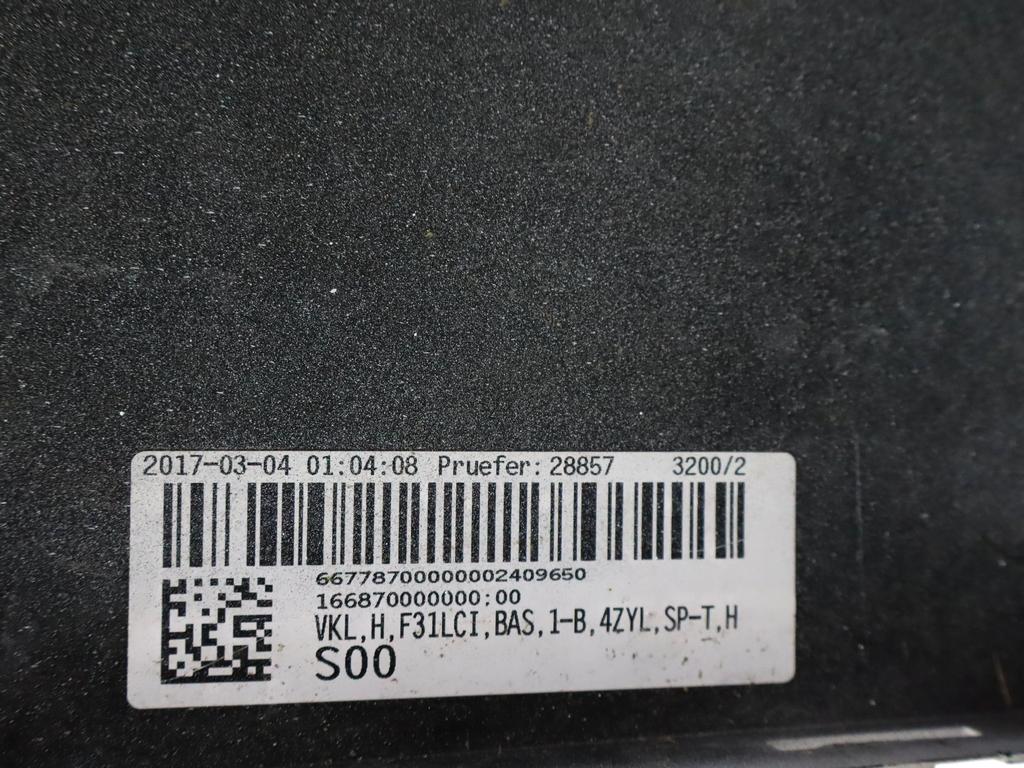 2017-03-04 01:04:08 Pruefer:28857 3200/2
66778700000002409650
166870000000:00
VKL,H,F31LCI,BAS,1-B,4ZYL,SP-T,H
S00